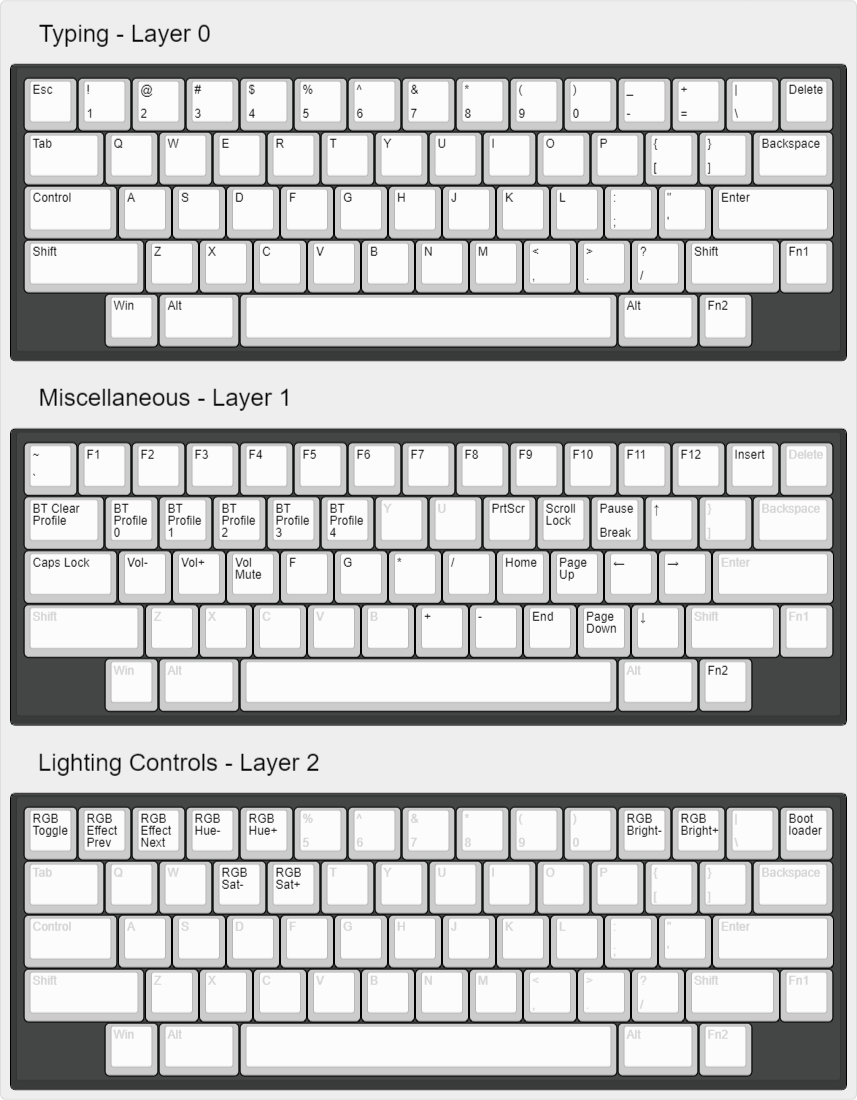 Typing - Layer 0
Esc ! @ # $ % ^ & * ( ) _ + | Delete
1 2 3 4 5 6 7 8 9 0 - = \
Tab Q W E R T Y U I O P { } Backspace
[ ]
Control A S D F G H J K L : " Enter
; '
Shift Z X C V B N M < > ? Shift Fn1
, . /
Win Alt Alt Fn2
Miscellaneous - Layer 1
~ F1 F2 F3 F4 F5 F6 F7 F8 F9 F10 F11 F12 Insert Delete
`
BT Clear BT BT BT BT BT Y U PrtScr Scroll Pause ↑ } Backspace
Profile Profile Profile Profile Profile Profile Lock
0 1 2 3 4 Break ]
Caps Lock Vol- Vol+ Vol F G * / Home Page ← → Enter
Mute Up
Shift Z X C V B + - End Page ↓ Shift Fn1
Down
Win Alt Alt Fn2
Lighting Controls - Layer 2
RGB RGB RGB RGB RGB % ^ & * ( ) RGB RGB | Boot
Toggle Effect Effect Hue- Hue+ Bright- Bright+ loader
Prev Next 5 6 7 8 9 0 \
Tab Q W RGB RGB T Y U I O P { } Backspace
Sat- Sat+
[ ]
Control A S D F G H J K L : " Enter
; '
Shift Z X C V B N M < > ? Shift Fn1
, . /
Win Alt Alt Fn2